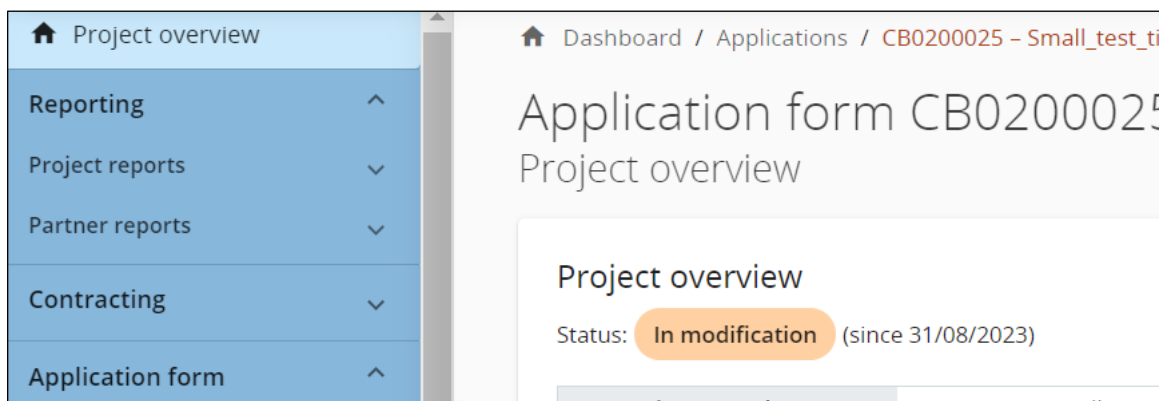 Project overview
Reporting
Project reports
Partner reports
Contracting
Application form
Dashboard / Applications / CB0200025 – Small_test_ti
Application form CB0200025
Project overview
Project overview
Status: In modification (since 31/08/2023)